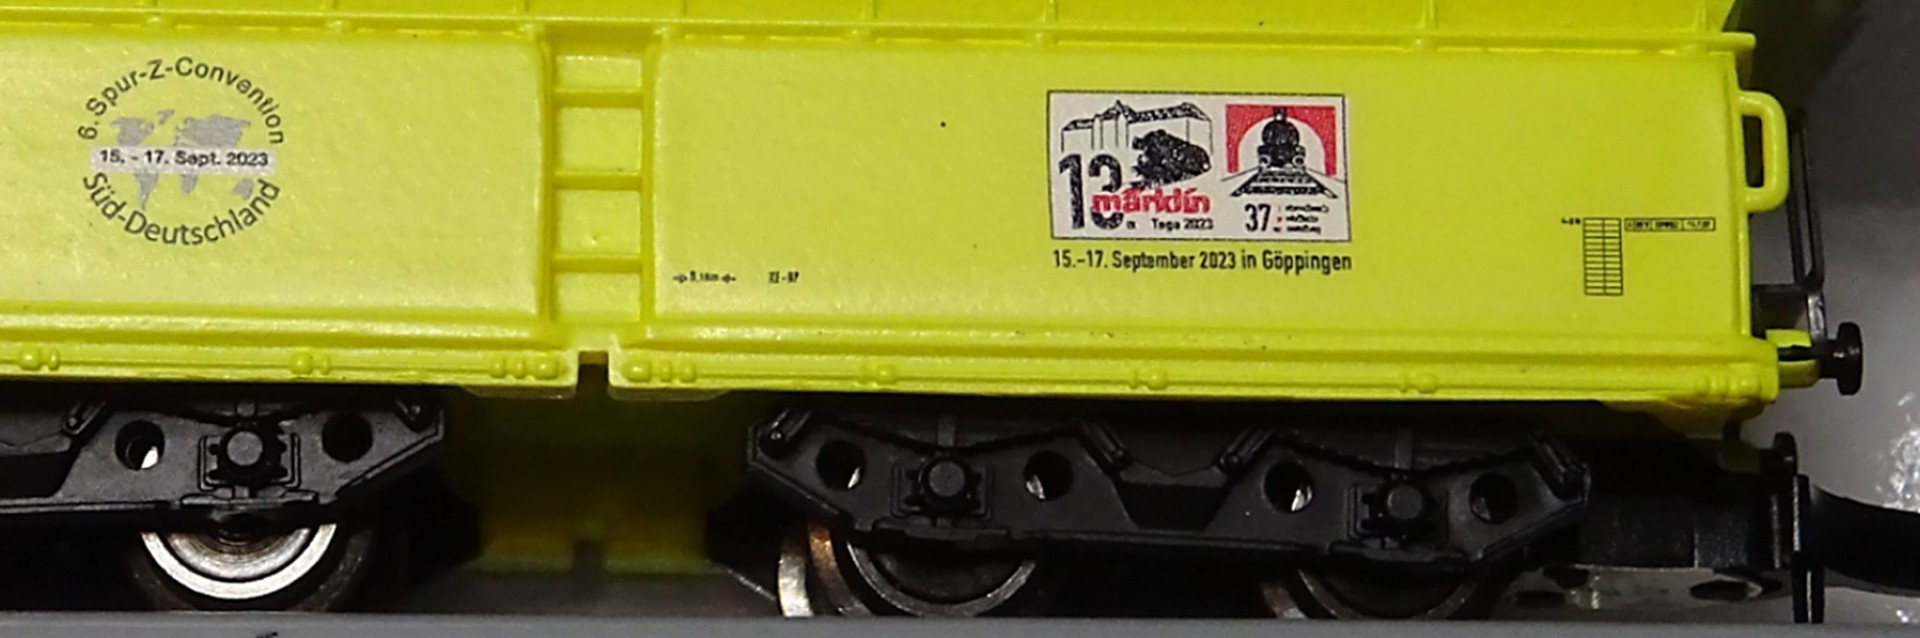 6. Spur-Z-Convention
15. - 17. Sept. 2023
Süd-Deutschland
13.
märklin
Tage 2023
37.
15.-17. September 2023 in Göppingen